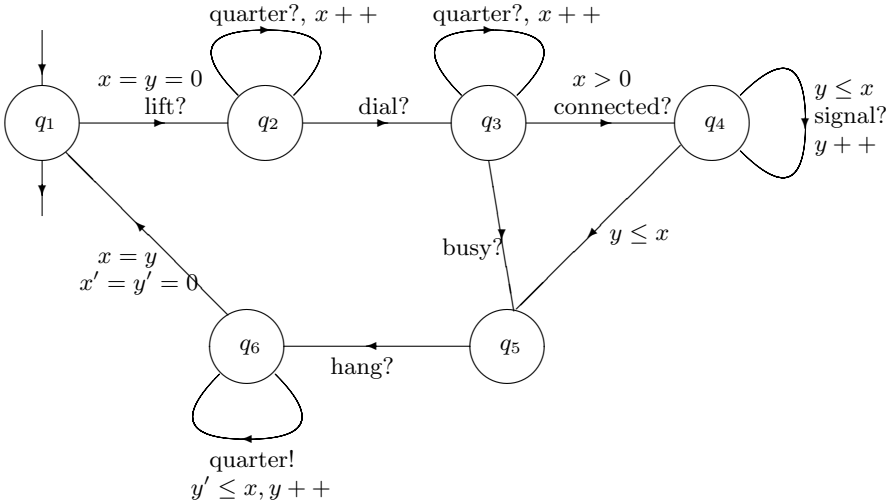 quarter?, x + +
quarter?, x + +
x = y = 0
lift?
dial?
x > 0
connected?
y ≤ x
signal?
y + +
q₁
q₂
q₃
q₄
busy?
y ≤ x
x = y
x′ = y′ = 0
q₆
q₅
hang?
quarter!
y′ ≤ x, y + +